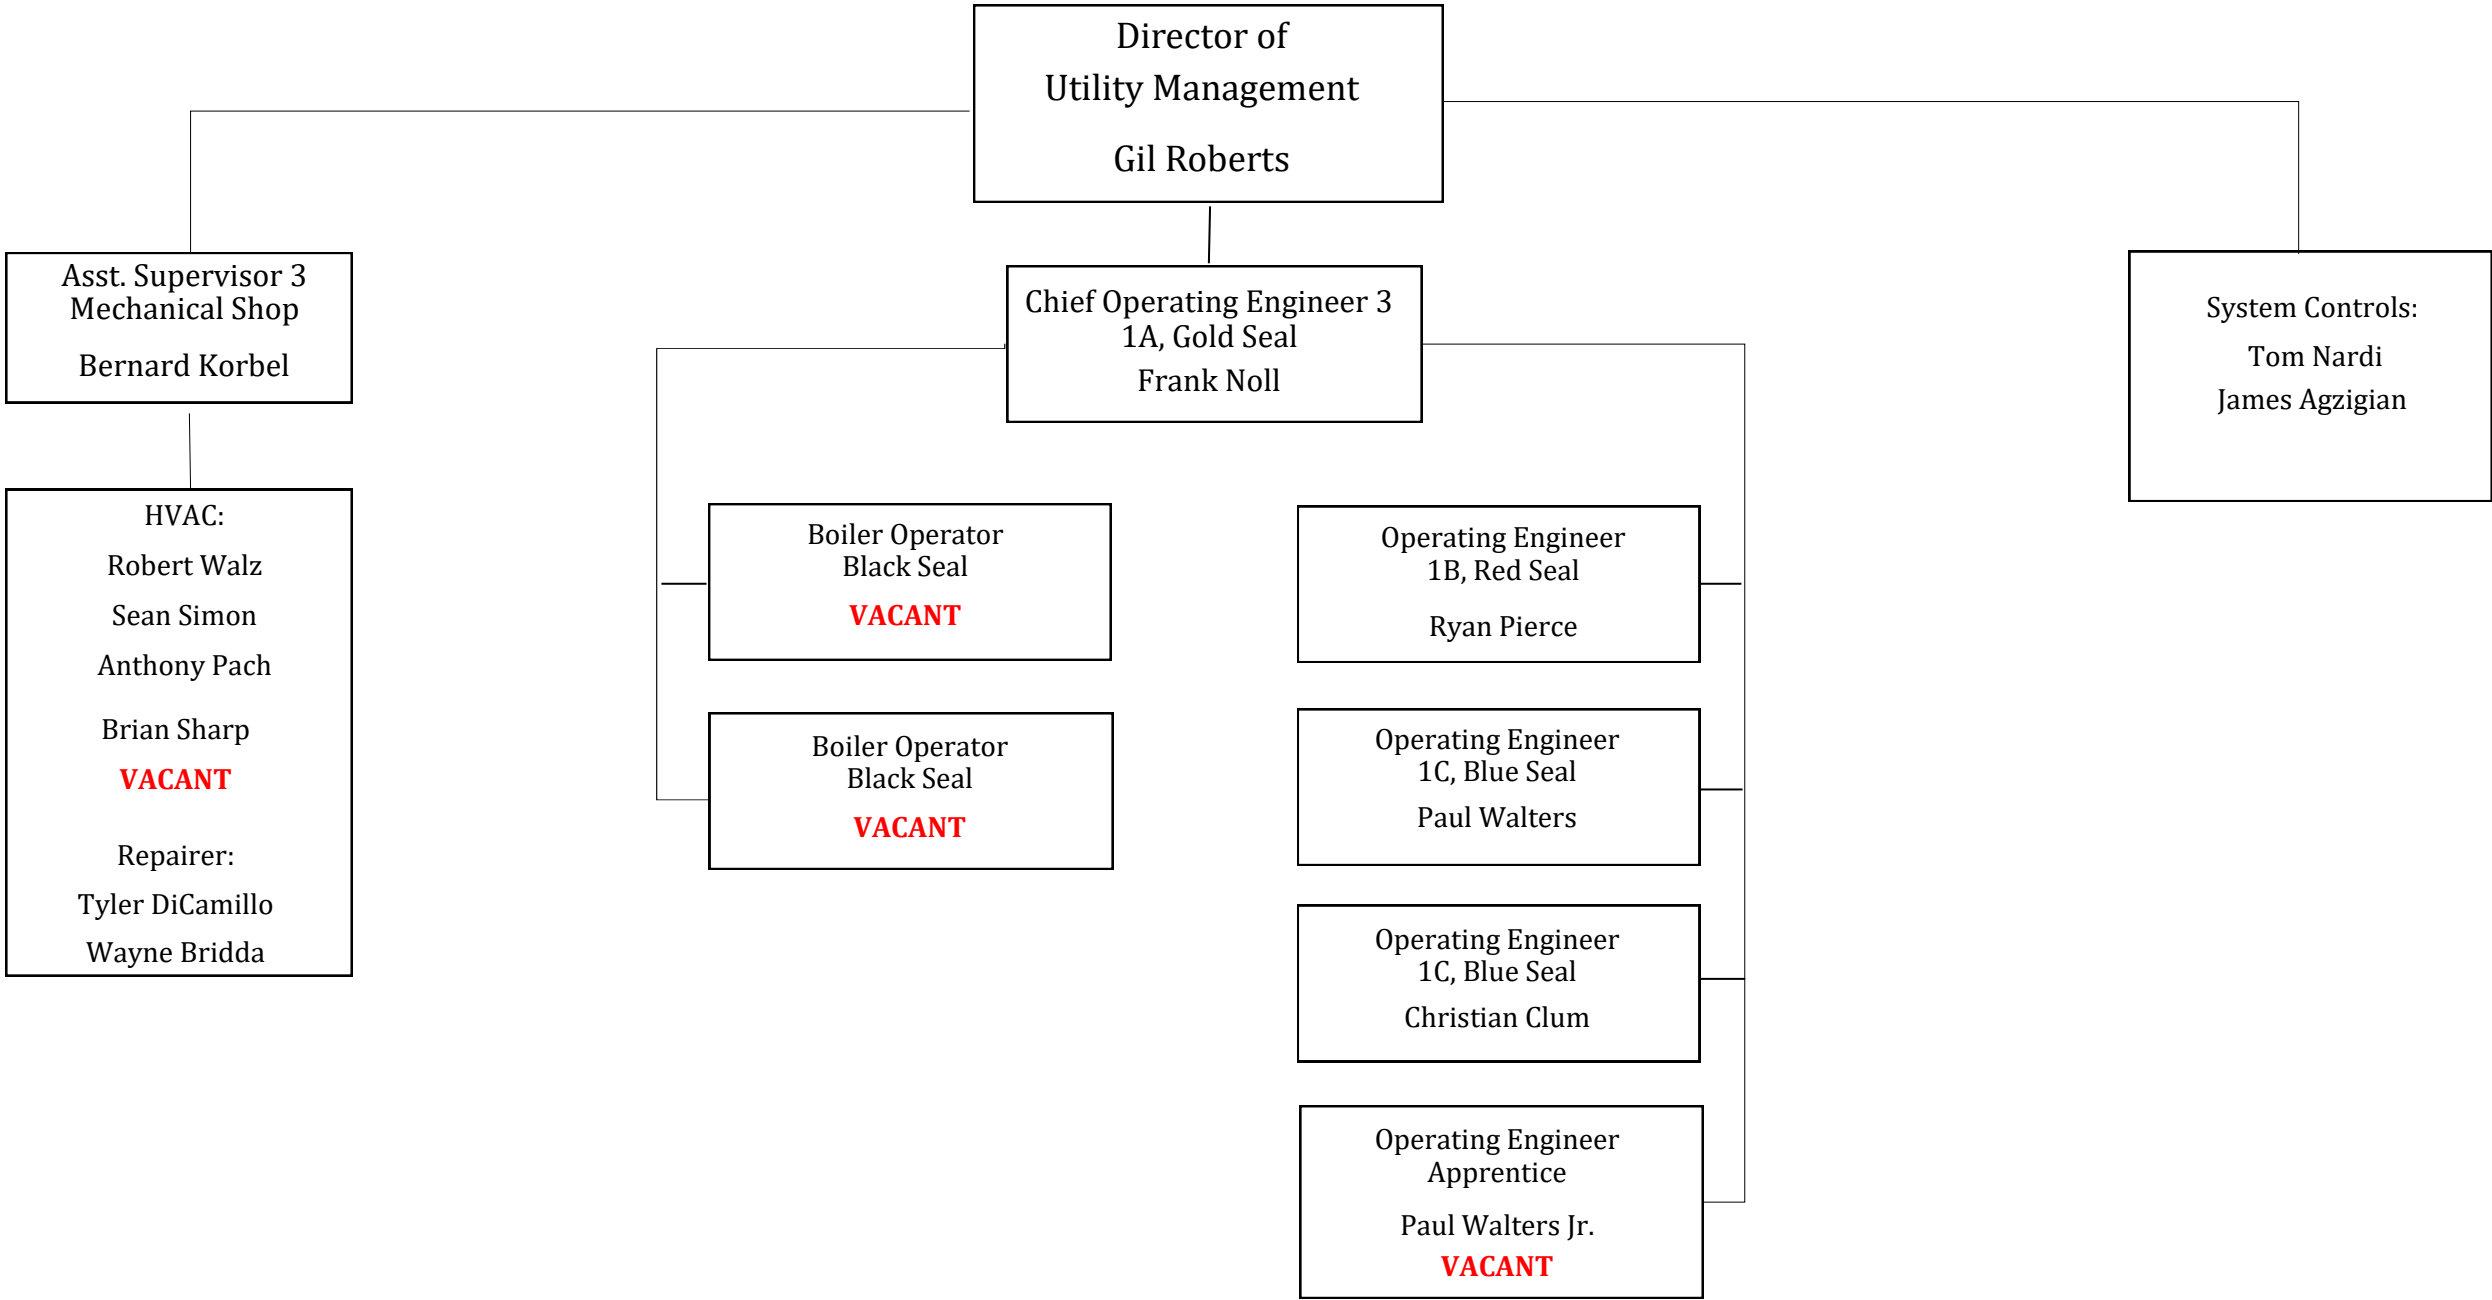 Director of
Utility Management
Gil Roberts
Asst. Supervisor 3
Mechanical Shop
Bernard Korbel
Chief Operating Engineer 3
1A, Gold Seal
Frank Noll
System Controls:
Tom Nardi
James Agzigian
HVAC:
Robert Walz
Sean Simon
Anthony Pach
Brian Sharp
VACANT
Repairer:
Tyler DiCamillo
Wayne Bridda
Boiler Operator
Black Seal
VACANT
Boiler Operator
Black Seal
VACANT
Operating Engineer
1B, Red Seal
Ryan Pierce
Operating Engineer
1C, Blue Seal
Paul Walters
Operating Engineer
1C, Blue Seal
Christian Clum
Operating Engineer
Apprentice
Paul Walters Jr.
VACANT